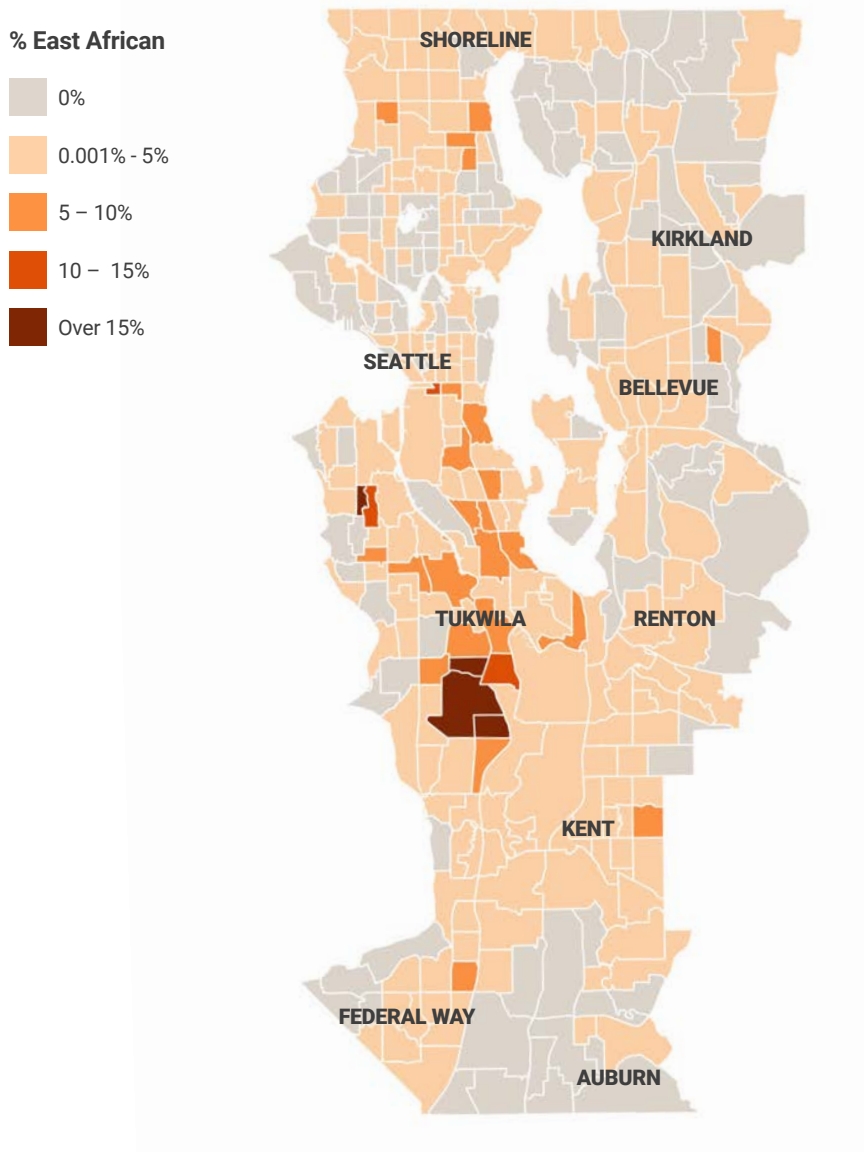 % East African
0%
0.001% - 5%
5 – 10%
10 –  15%
Over 15%
SHORELINE
KIRKLAND
SEATTLE
BELLEVUE
TUKWILA
RENTON
KENT
FEDERAL WAY
AUBURN